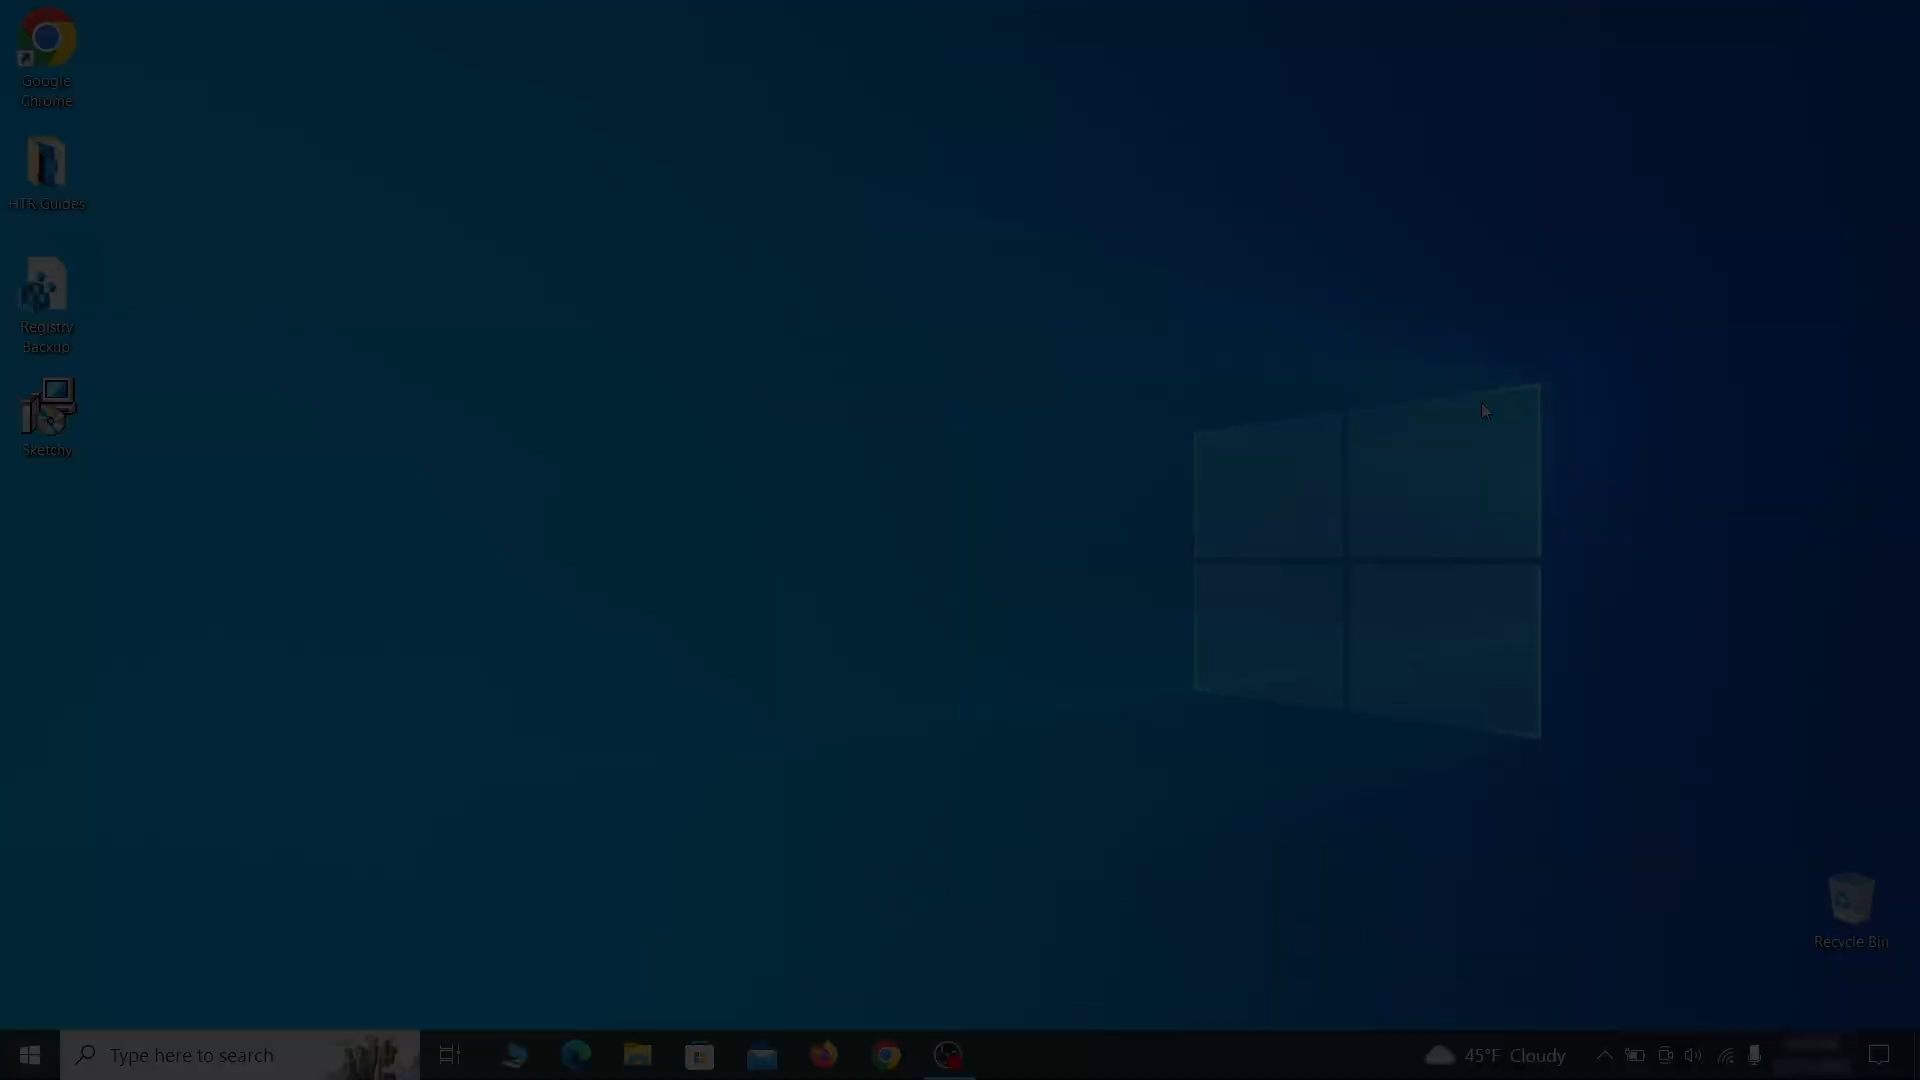 Google
Chrome
HTR Guides
Registry
Backup
Sketchy
Recycle Bin
Type here to search
45°F Cloudy